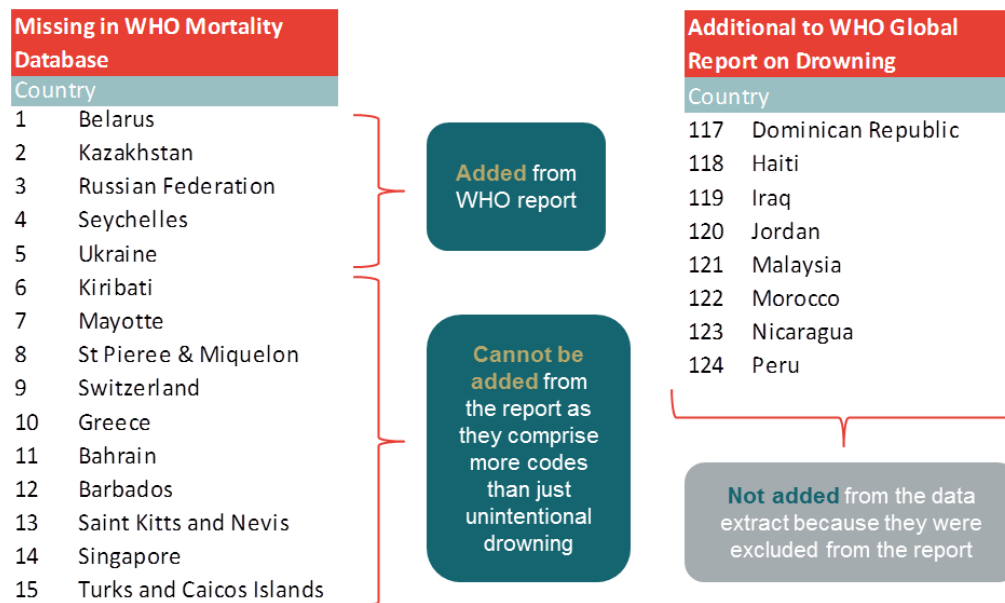 Missing in WHO Mortality
Database
Country
1 Belarus
2 Kazakhstan
3 Russian Federation
4 Seychelles
5 Ukraine
6 Kiribati
7 Mayotte
8 St Pieree & Miquelon
9 Switzerland
10 Greece
11 Bahrain
12 Barbados
13 Saint Kitts and Nevis
14 Singapore
15 Turks and Caicos Islands
Added from
WHO report
Cannot be
added from
the report as
they comprise
more codes
than just
unintentional
drowning
Additional to WHO Global
Report on Drowning
Country
117 Dominican Republic
118 Haiti
119 Iraq
120 Jordan
121 Malaysia
122 Morocco
123 Nicaragua
124 Peru
Not added from the data
extract because they were
excluded from the report